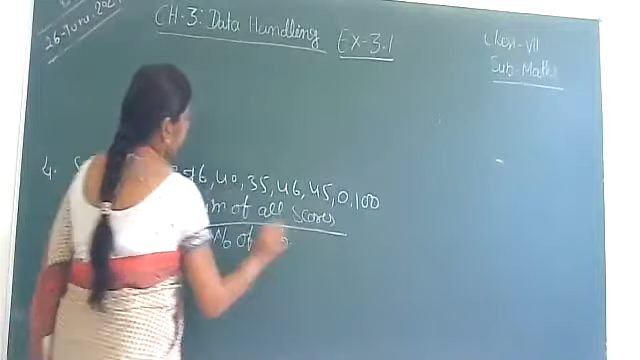 26-June-202
CH-3: Data Handling Ex-3.1
Class-VII
Sub-Maths
4. S 76, 40, 35, 46, 45, 0, 100
um of all scores
No of